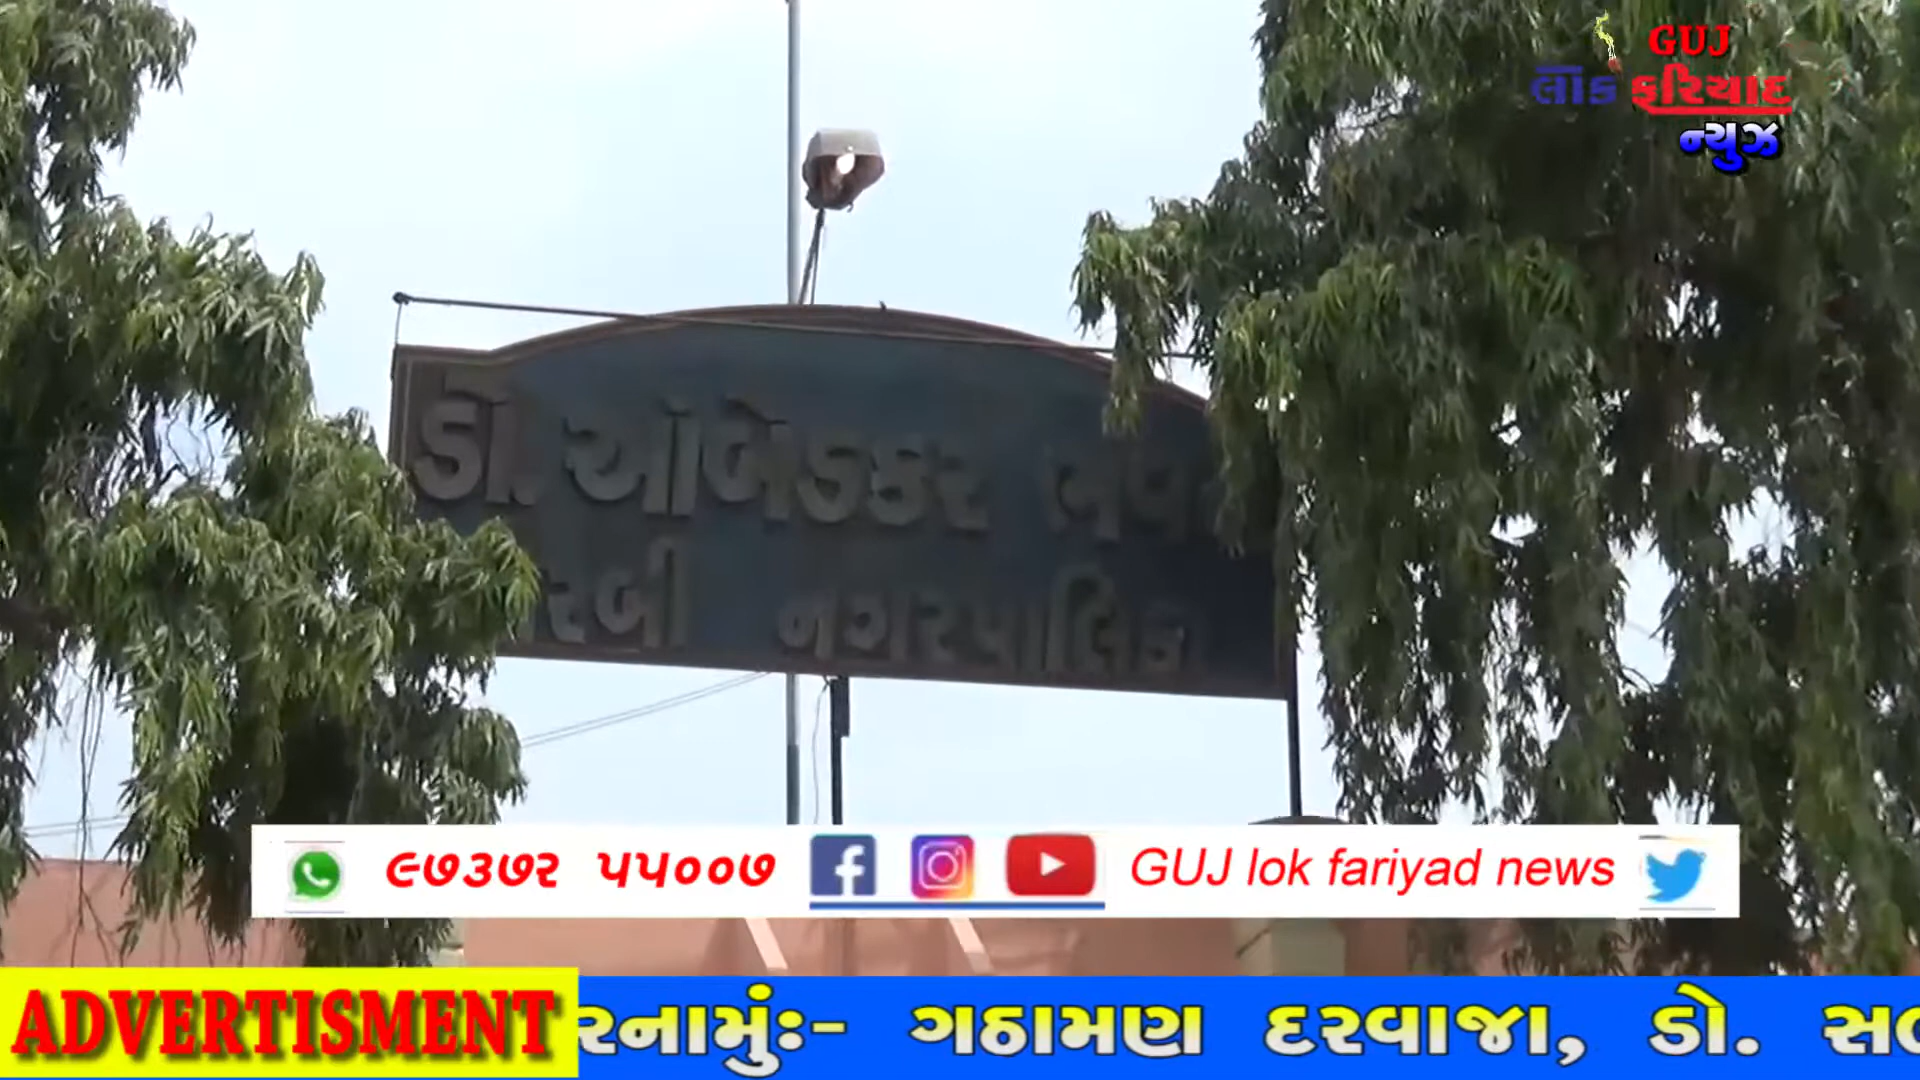 GUJ
લોક ફરિયાદ
ન્યુઝ
ડૉ. આંબેડકર
નગરપાલિકા
૯૭૩૭૨ ૫૫૦૦૭ GUJ lok fariyad news
ADVERTISMENT રનામુંઃ- ગઠામણ દરવાજા, ડો.